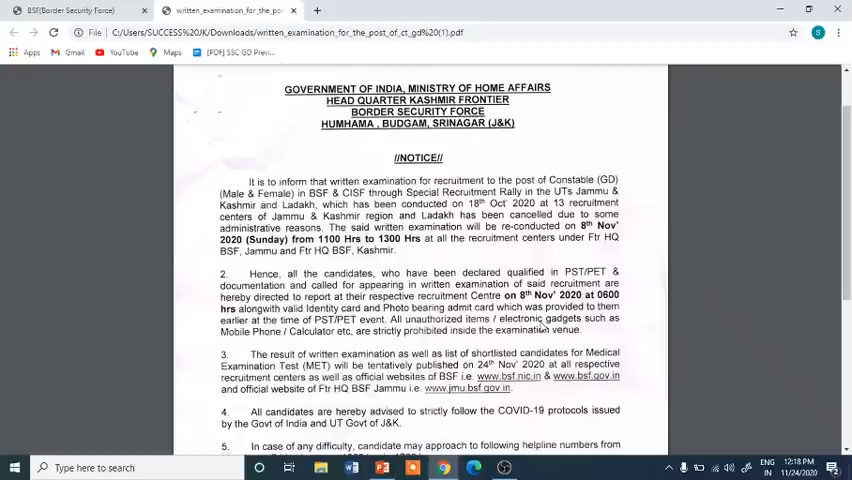 BSF(Border Security Force)
written_examination_for_the_pos
File | C:/Users/SUCCESS%20J/K/Downloads/written_examination_for_the_post_of_ct_gd%20(1).pdf
S
Apps Gmail YouTube Maps [PDF] SSC GD Previ...
GOVERNMENT OF INDIA, MINISTRY OF HOME AFFAIRS
HEAD QUARTER KASHMIR FRONTIER
BORDER SECURITY FORCE
HUMHAMA , BUDGAM, SRINAGAR (J&K)
//NOTICE//
It is to inform that written examination for recruitment to the post of Constable (GD)
(Male & Female) in BSF & CISF through Special Recruitment Rally in the UTs Jammu &
Kashmir and Ladakh, which has been conducted on 18th Oct' 2020 at 13 recruitment
centers of Jammu & Kashmir region and Ladakh has been cancelled due to some
administrative reasons. The said written examination will be re-conducted on 8th Nov'
2020 (Sunday) from 1100 Hrs to 1300 Hrs at all the recruitment centers under Ftr HQ
BSF, Jammu and Ftr HQ BSF, Kashmir.
2. Hence, all the candidates, who have been declared qualified in PST/PET &
documentation and called for appearing in written examination of said recruitment are
hereby directed to report at their respective recruitment Centre on 8th Nov' 2020 at 0600
hrs alongwith valid Identity card and Photo bearing admit card which was provided to them
earlier at the time of PST/PET event. All unauthorized items / electronic gadgets such as
Mobile Phone / Calculator etc, are strictly prohibited inside the examination venue.
3. The result of written examination as well as list of shortlisted candidates for Medical
Examination Test (MET) will be tentatively published on 24th Nov' 2020 at all respective
recruitment centers as well as official websites of BSF i.e. www.bsf.nic.in & www.bsf.gov.in
and official website of Ftr HQ BSF Jammu i.e. www.jmu.bsf.gov.in.
4. All candidates are hereby advised to strictly follow the COVID-19 protocols issued
by the Govt of India and UT Govt of J&K.
5. In case of any difficulty, candidate may approach to following helpline numbers from
Type here to search
ENG
IN
12:18 PM
11/24/2020
2